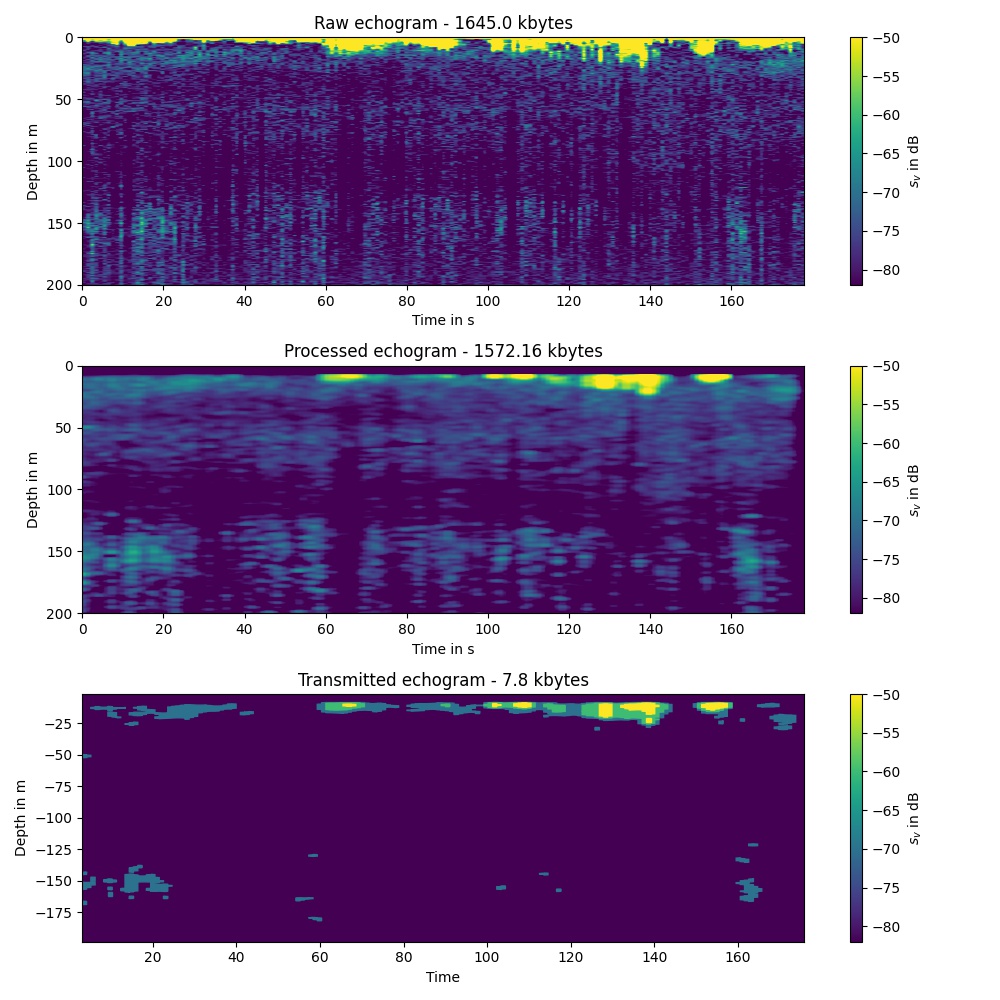 Raw echogram - 1645.0 kbytes
0
50
100
150
200
Depth in m
0 20 40 60 80 100 120 140 160
Time in s
−50
−55
−60
−65
−70
−75
−80
sv in dB
Processed echogram - 1572.16 kbytes
0
50
100
150
200
Depth in m
0 20 40 60 80 100 120 140 160
Time in s
−50
−55
−60
−65
−70
−75
−80
sv in dB
Transmitted echogram - 7.8 kbytes
−25
−50
−75
−100
−125
−150
−175
Depth in m
20 40 60 80 100 120 140 160
Time
−50
−55
−60
−65
−70
−75
−80
sv in dB